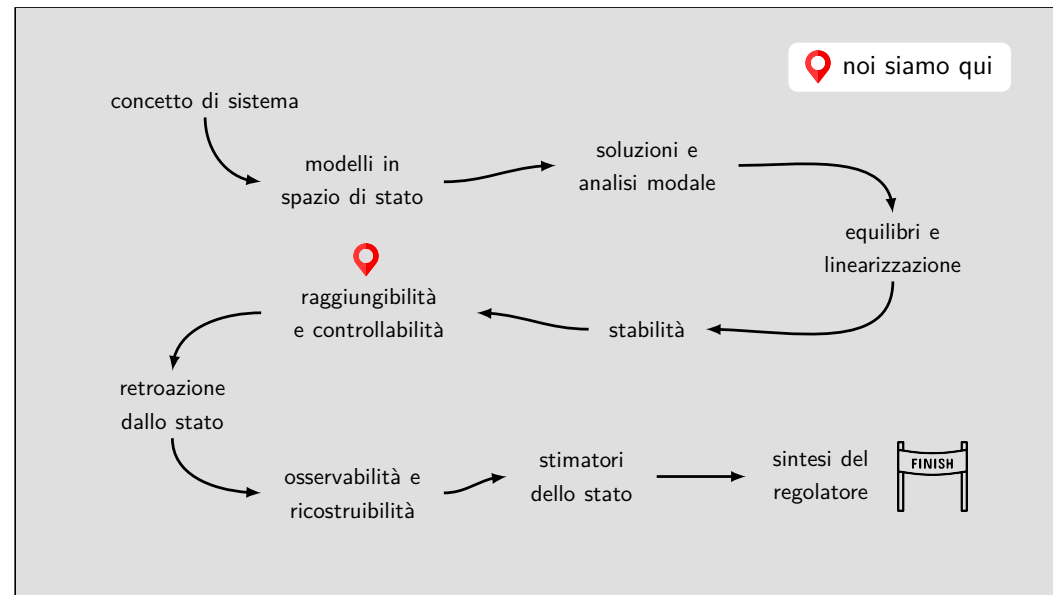 noi siamo qui
concetto di sistema
modelli in
spazio di stato
soluzioni e
analisi modale
equilibri e
linearizzazione
stabilità
raggiungibilità
e controllabilità
retroazione
dallo stato
osservabilità e
ricostruibilità
stimatori
dello stato
sintesi del
regolatore
FINISH